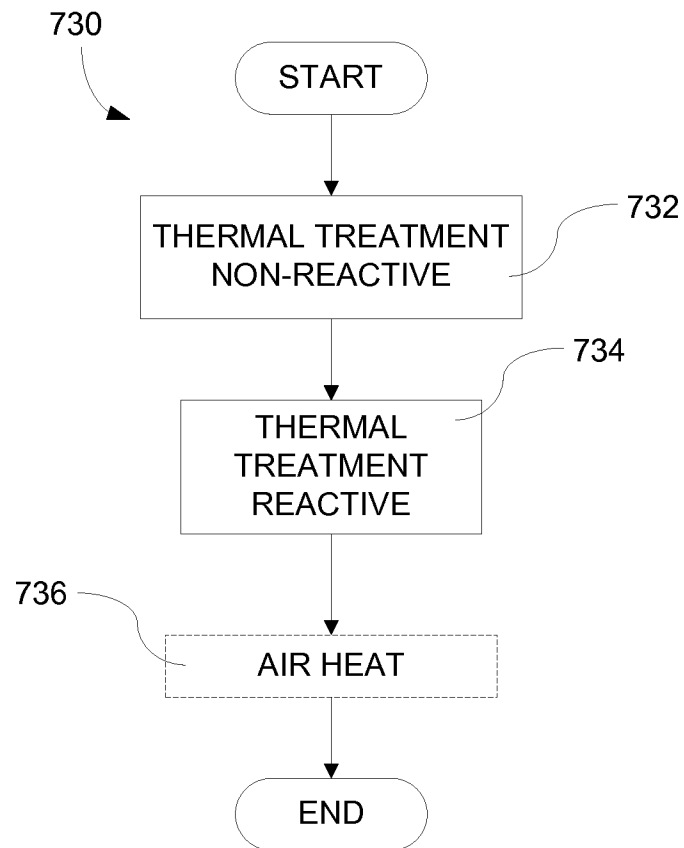 730
START
THERMAL TREATMENT
NON-REACTIVE
732
734
THERMAL
TREATMENT
REACTIVE
736
AIR HEAT
END